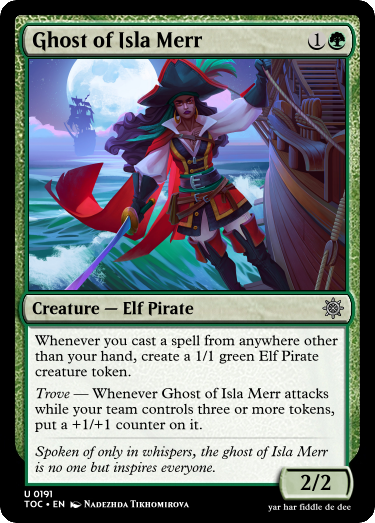 Ghost of Isla Merr 1
Creature — Elf Pirate
Whenever you cast a spell from anywhere other
than your hand, create a 1/1 green Elf Pirate
creature token.
Trove — Whenever Ghost of Isla Merr attacks
while your team controls three or more tokens,
put a +1/+1 counter on it.
Spoken of only in whispers, the ghost of Isla Merr
is no one but inspires everyone.
2/2
U 0191
TOC • EN Nadezhda Tikhomirova
yar har fiddle de dee